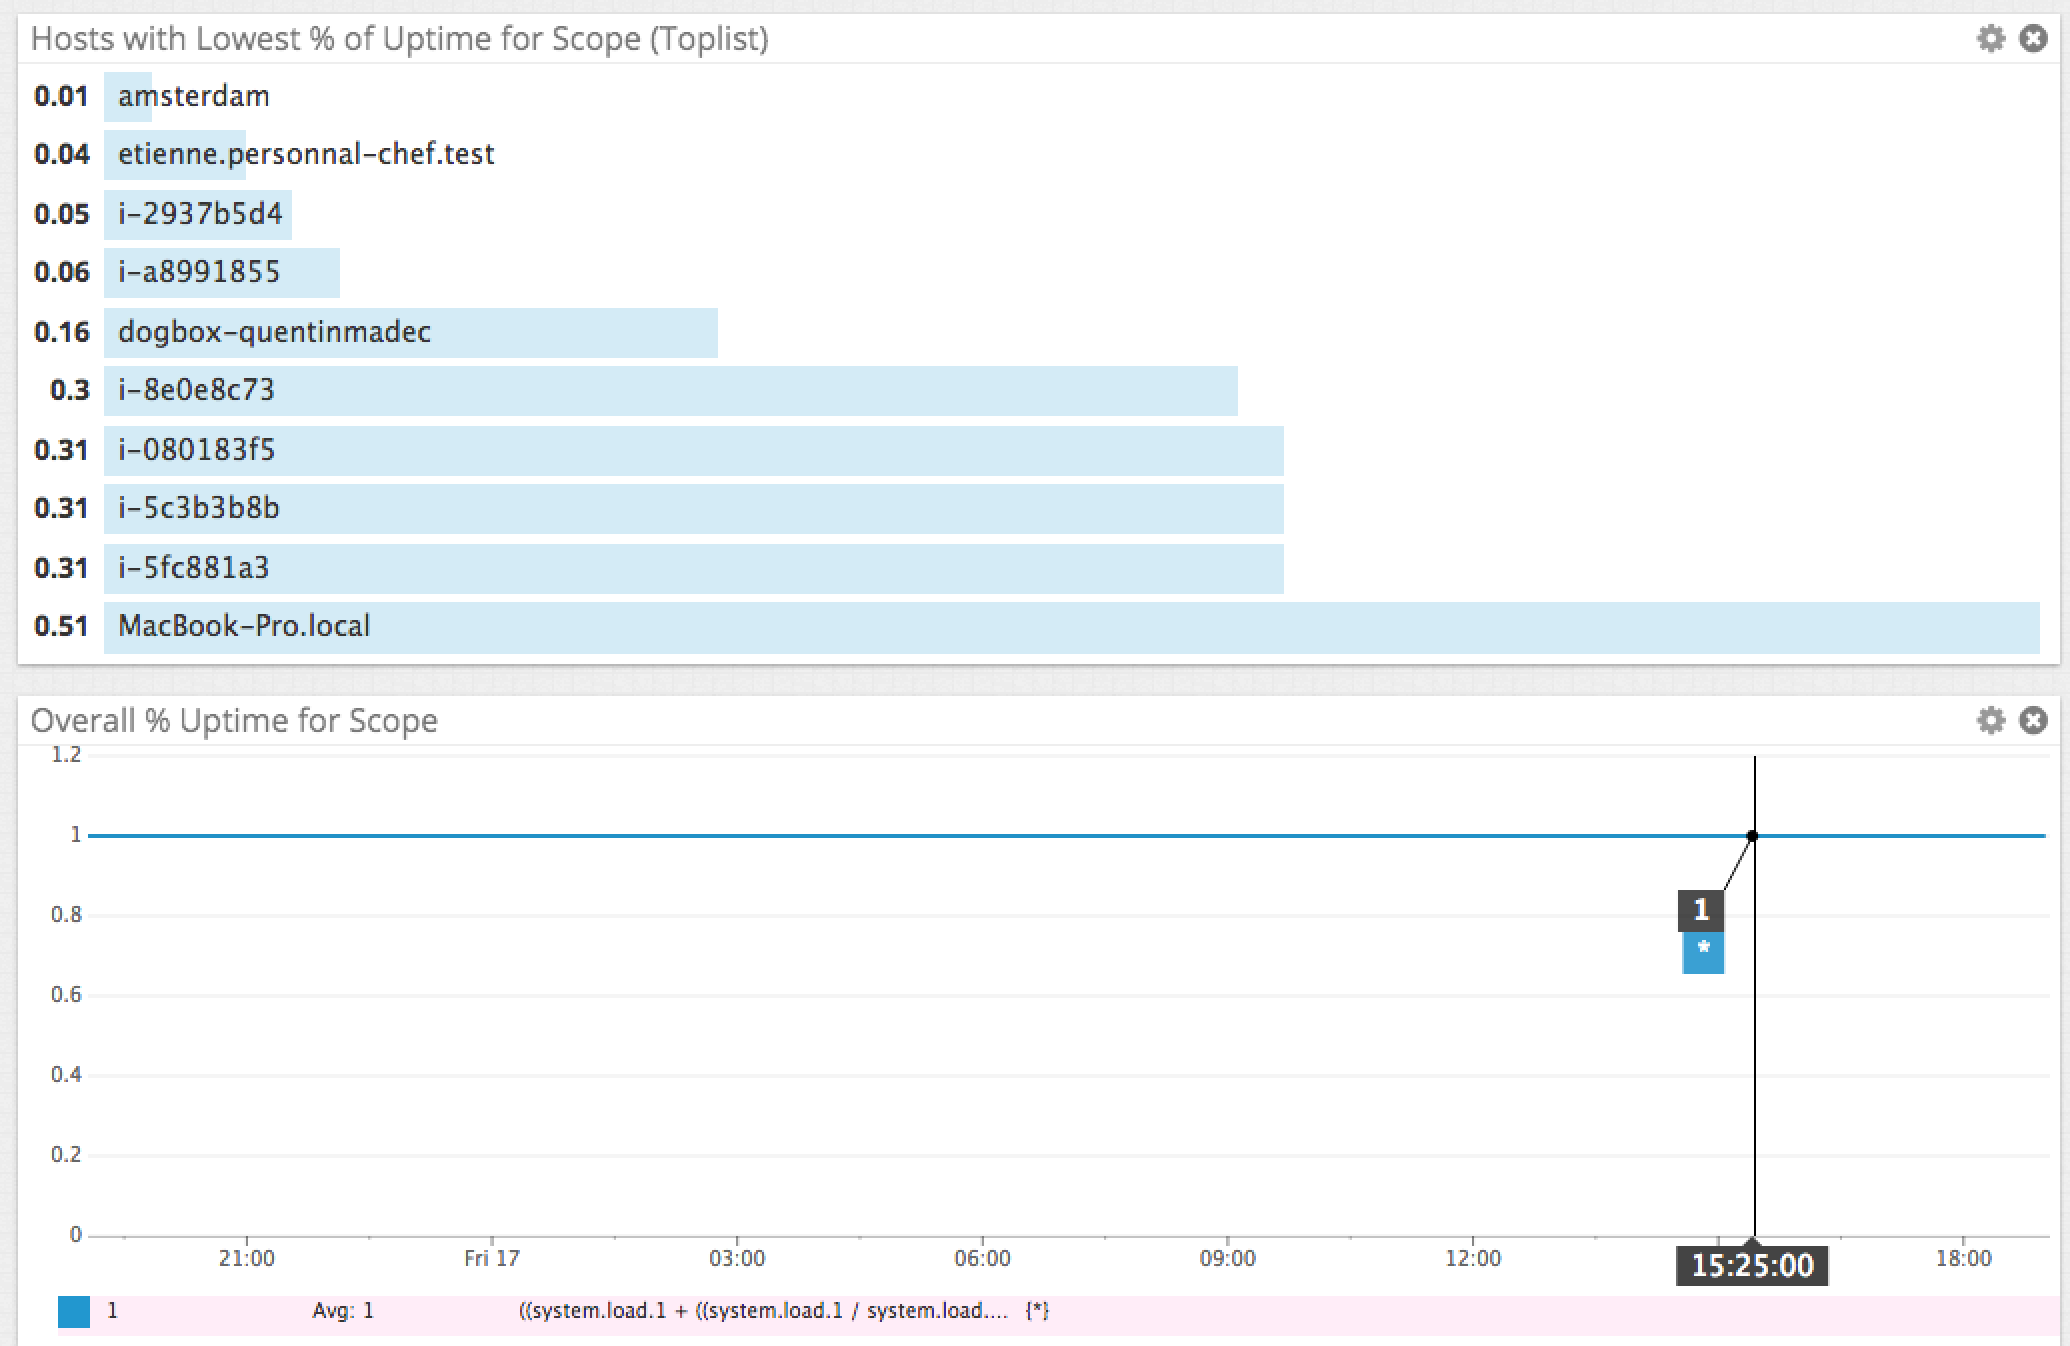 Hosts with Lowest % of Uptime for Scope (Toplist)
0.01 amsterdam
0.04 etienne.personnal-chef.test
0.05 i-2937b5d4
0.06 i-a8991855
0.16 dogbox-quentinmadec
0.3 i-8e0e8c73
0.31 i-080183f5
0.31 i-5c3b3b8b
0.31 i-5fc881a3
0.51 MacBook-Pro.local
Overall % Uptime for Scope
1.2
1
0.8
1
*
0.6
0.4
0.2
0
21:00 Fri 17 03:00 06:00 09:00 12:00 15:25:00 18:00
1 Avg: 1 ((system.load.1 + ((system.load.1 / system.load.... {*}